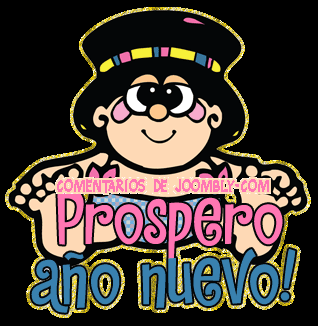 COMENTARIOS DE JOOMBLY-COM
Prospero
año nuevo!